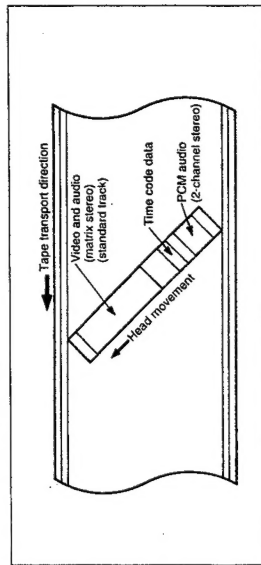 Tape transport direction
Video and audio
(matrix stereo)
(standard track)
Time code data
PCM audio
(2-channel stereo)
Head movement